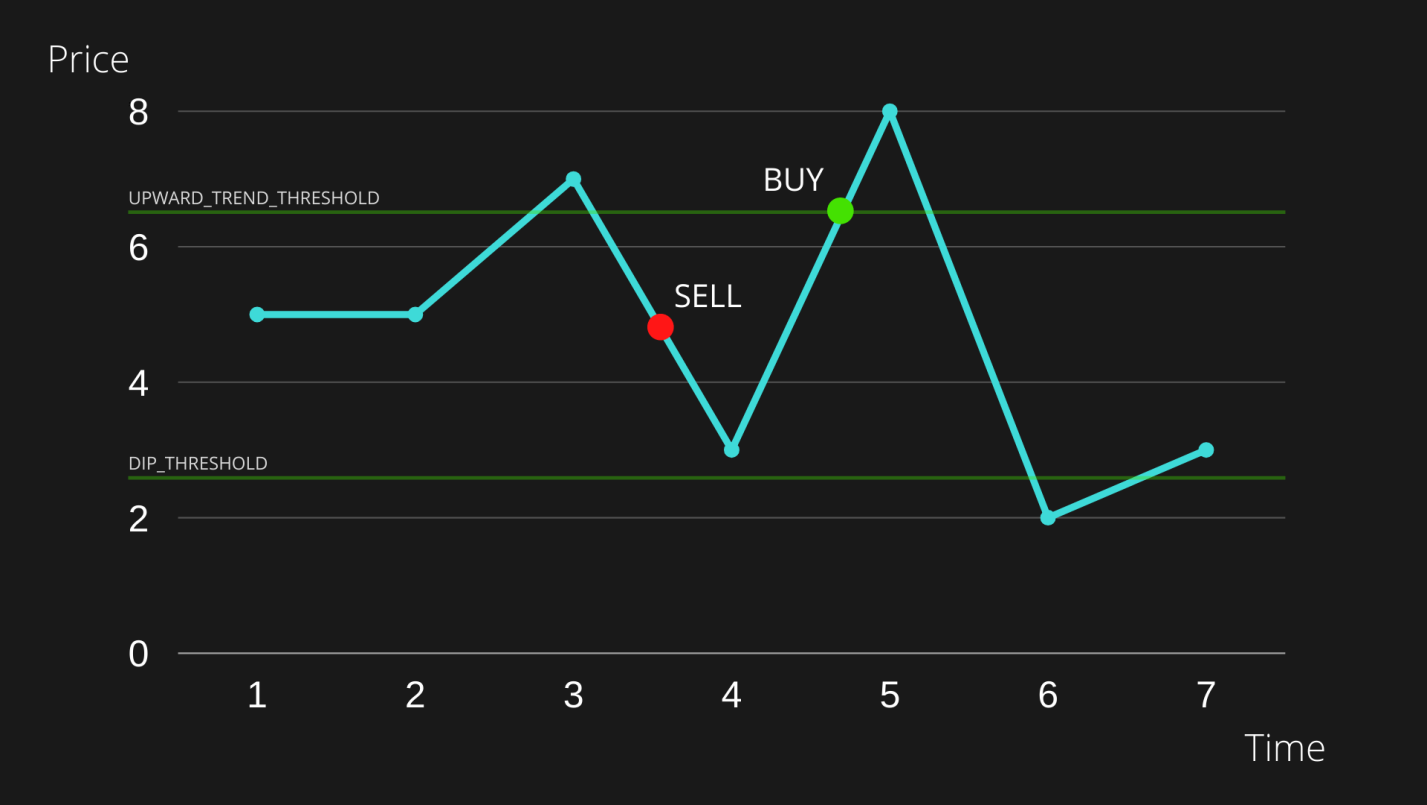 Price
8
UPWARD_TREND_THRESHOLD
BUY
6
SELL
4
DIP_THRESHOLD
2
0
1 2 3 4 5 6 7
Time